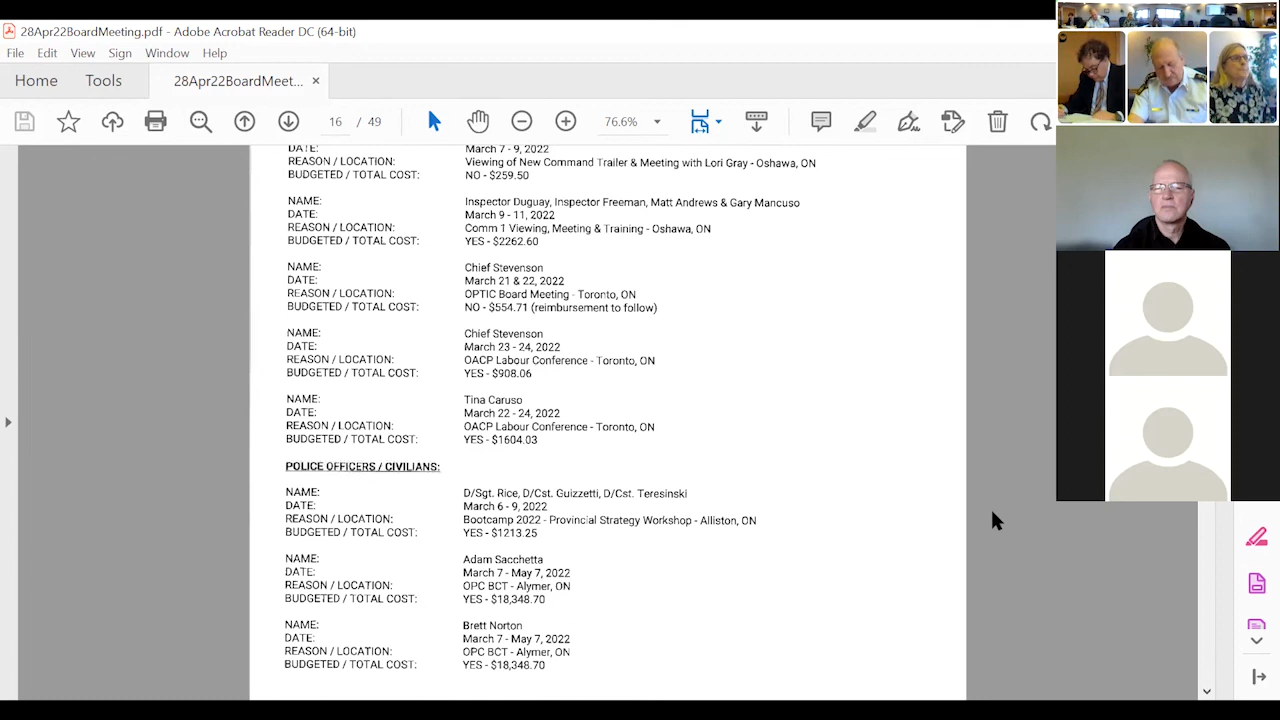 28Apr22BoardMeeting.pdf - Adobe Acrobat Reader DC (64-bit)
File Edit View Sign Window Help
Home Tools 28Apr22BoardMeet... ×
16 / 49 76.6%
DATE: March 7 - 9, 2022
REASON / LOCATION: Viewing of New Command Trailer & Meeting with Lori Gray - Oshawa, ON
BUDGETED / TOTAL COST: NO - $259.50
NAME: Inspector Duguay, Inspector Freeman, Matt Andrews & Gary Mancuso
DATE: March 9 - 11, 2022
REASON / LOCATION: Comm 1 Viewing, Meeting & Training - Oshawa, ON
BUDGETED / TOTAL COST: YES - $2262.60
NAME: Chief Stevenson
DATE: March 21 & 22, 2022
REASON / LOCATION: OPTIC Board Meeting - Toronto, ON
BUDGETED / TOTAL COST: NO - $554.71 (reimbursement to follow)
NAME: Chief Stevenson
DATE: March 23 - 24, 2022
REASON / LOCATION: OACP Labour Conference - Toronto, ON
BUDGETED / TOTAL COST: YES - $908.06
NAME: Tina Caruso
DATE: March 22 - 24, 2022
REASON / LOCATION: OACP Labour Conference - Toronto, ON
BUDGETED / TOTAL COST: YES - $1604.03
POLICE OFFICERS / CIVILIANS:
NAME: D/Sgt. Rice, D/Cst. Guizzetti, D/Cst. Teresinski
DATE: March 6 - 9, 2022
REASON / LOCATION: Bootcamp 2022 - Provincial Strategy Workshop - Alliston, ON
BUDGETED / TOTAL COST: YES - $1213.25
NAME: Adam Sacchetta
DATE: March 7 - May 7, 2022
REASON / LOCATION: OPC BCT - Alymer, ON
BUDGETED / TOTAL COST: YES - $18,348.70
NAME: Brett Norton
DATE: March 7 - May 7, 2022
REASON / LOCATION: OPC BCT - Alymer, ON
BUDGETED / TOTAL COST: YES - $18,348.70